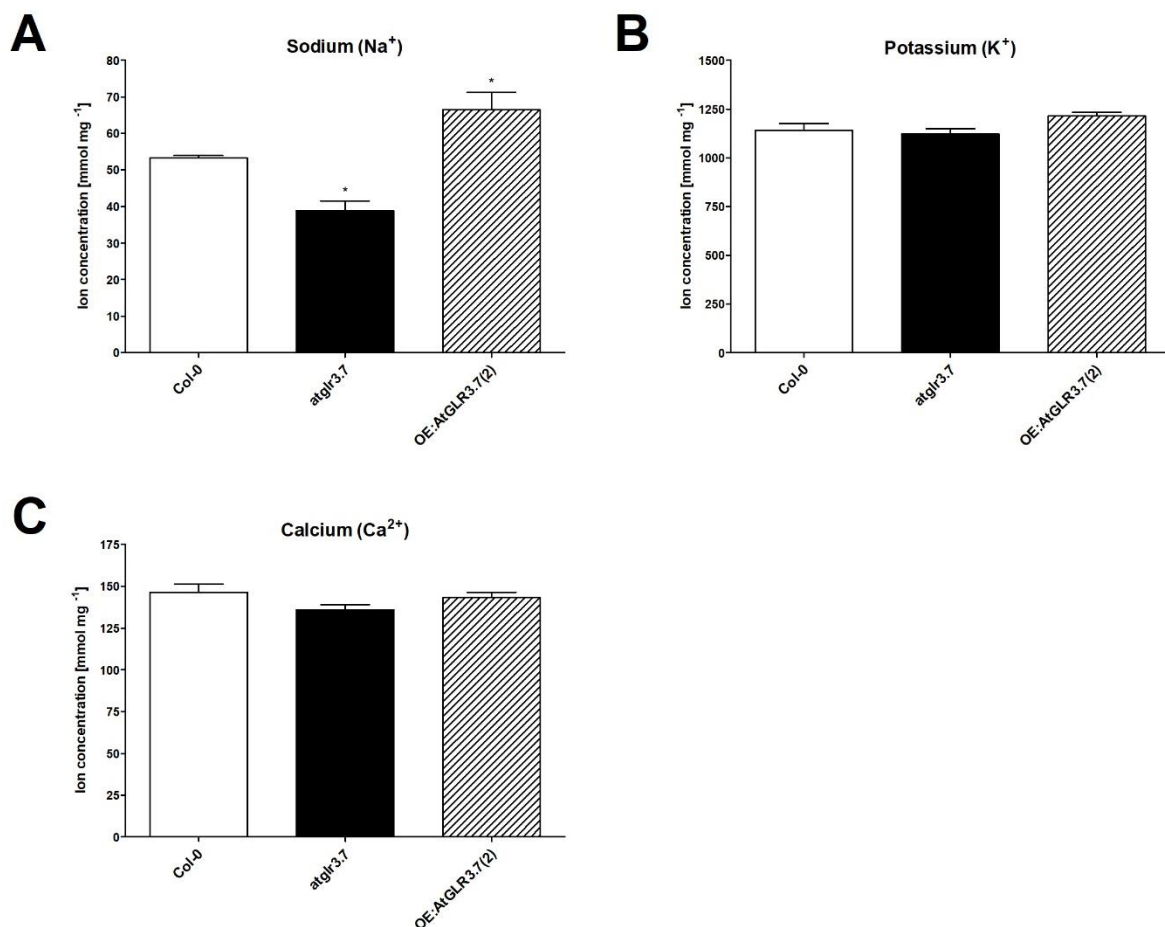 A
Sodium (Na⁺)
Ion concentration [mmol mg ⁻¹]
80
70
60
50
40
30
20
10
0
*
*
Col-0
atglr3.7
OE:AtGLR3.7(2)
B
Potassium (K⁺)
Ion concentration [mmol mg ⁻¹]
1500
1250
1000
750
500
250
0
Col-0
atglr3.7
OE:AtGLR3.7(2)
C
Calcium (Ca²⁺)
Ion concentration [mmol mg ⁻¹]
175
150
125
100
75
50
25
0
Col-0
atglr3.7
OE:AtGLR3.7(2)